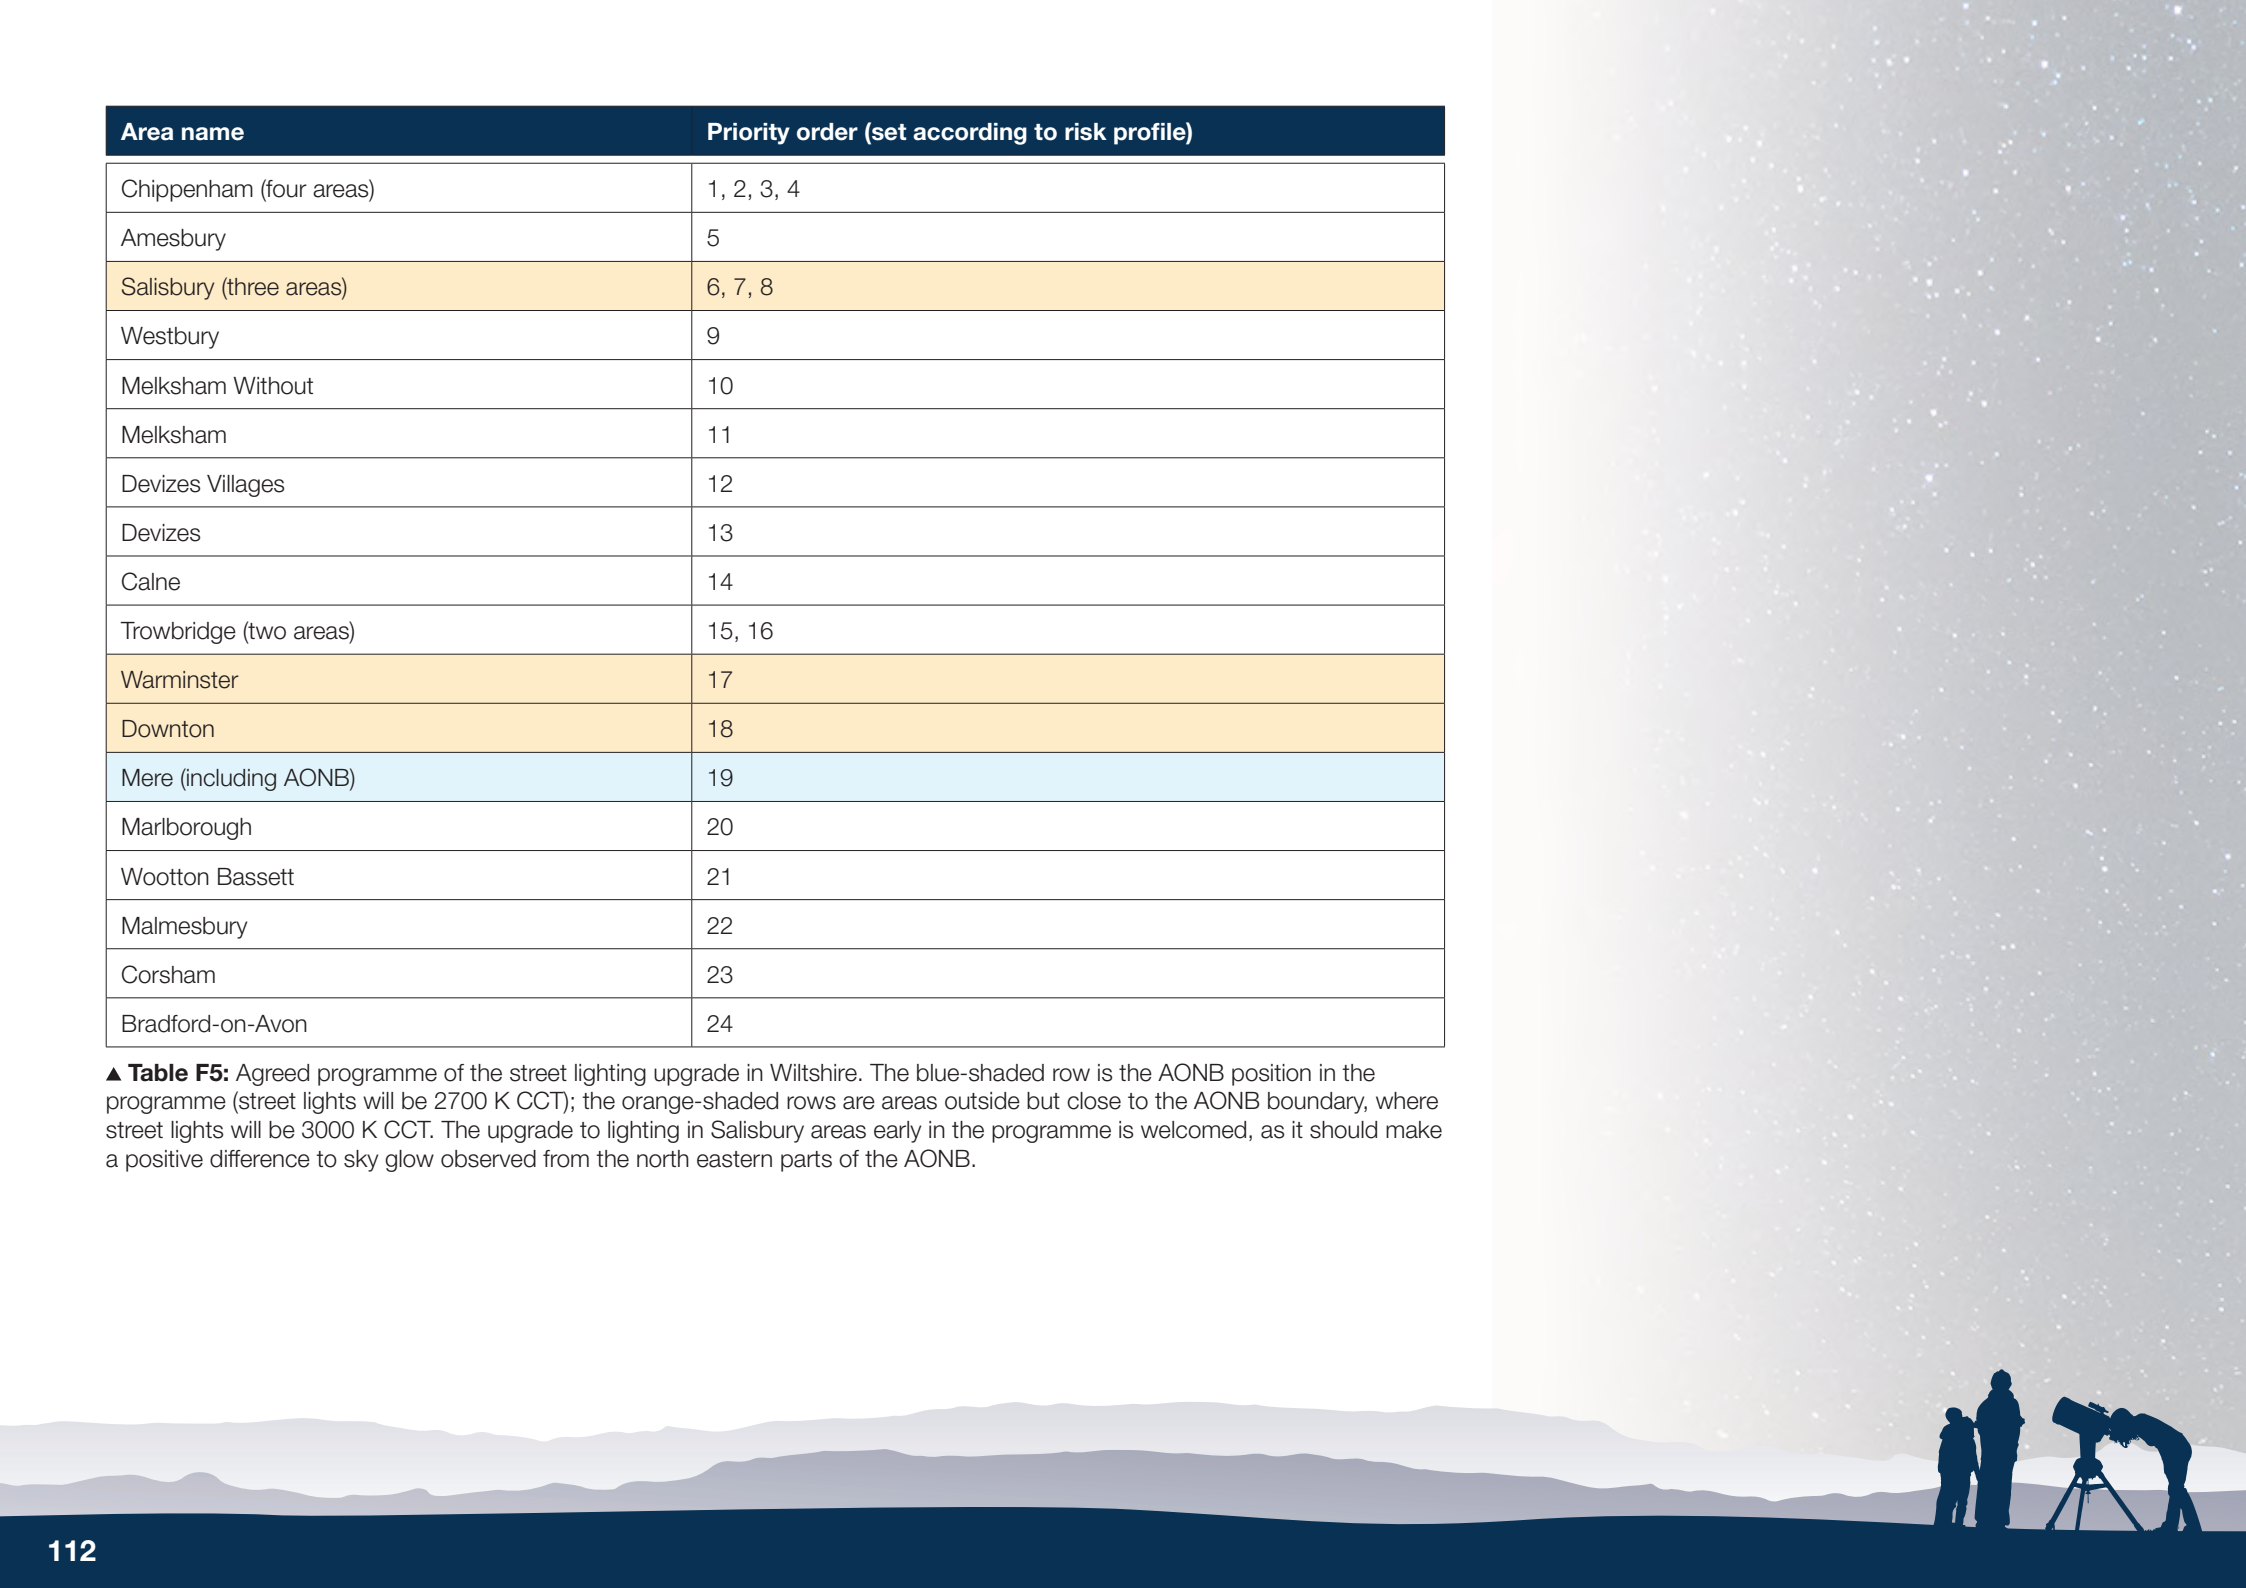 Area name Priority order (set according to risk profile)
Chippenham (four areas) 1, 2, 3, 4
Amesbury 5
Salisbury (three areas) 6, 7, 8
Westbury 9
Melksham Without 10
Melksham 11
Devizes Villages 12
Devizes 13
Calne 14
Trowbridge (two areas) 15, 16
Warminster 17
Downton 18
Mere (including AONB) 19
Marlborough 20
Wootton Bassett 21
Malmesbury 22
Corsham 23
Bradford-on-Avon 24
▲ Table F5: Agreed programme of the street lighting upgrade in Wiltshire. The blue-shaded row is the AONB position in the
programme (street lights will be 2700 K CCT); the orange-shaded rows are areas outside but close to the AONB boundary, where
street lights will be 3000 K CCT. The upgrade to lighting in Salisbury areas early in the programme is welcomed, as it should make
a positive difference to sky glow observed from the north eastern parts of the AONB.
112